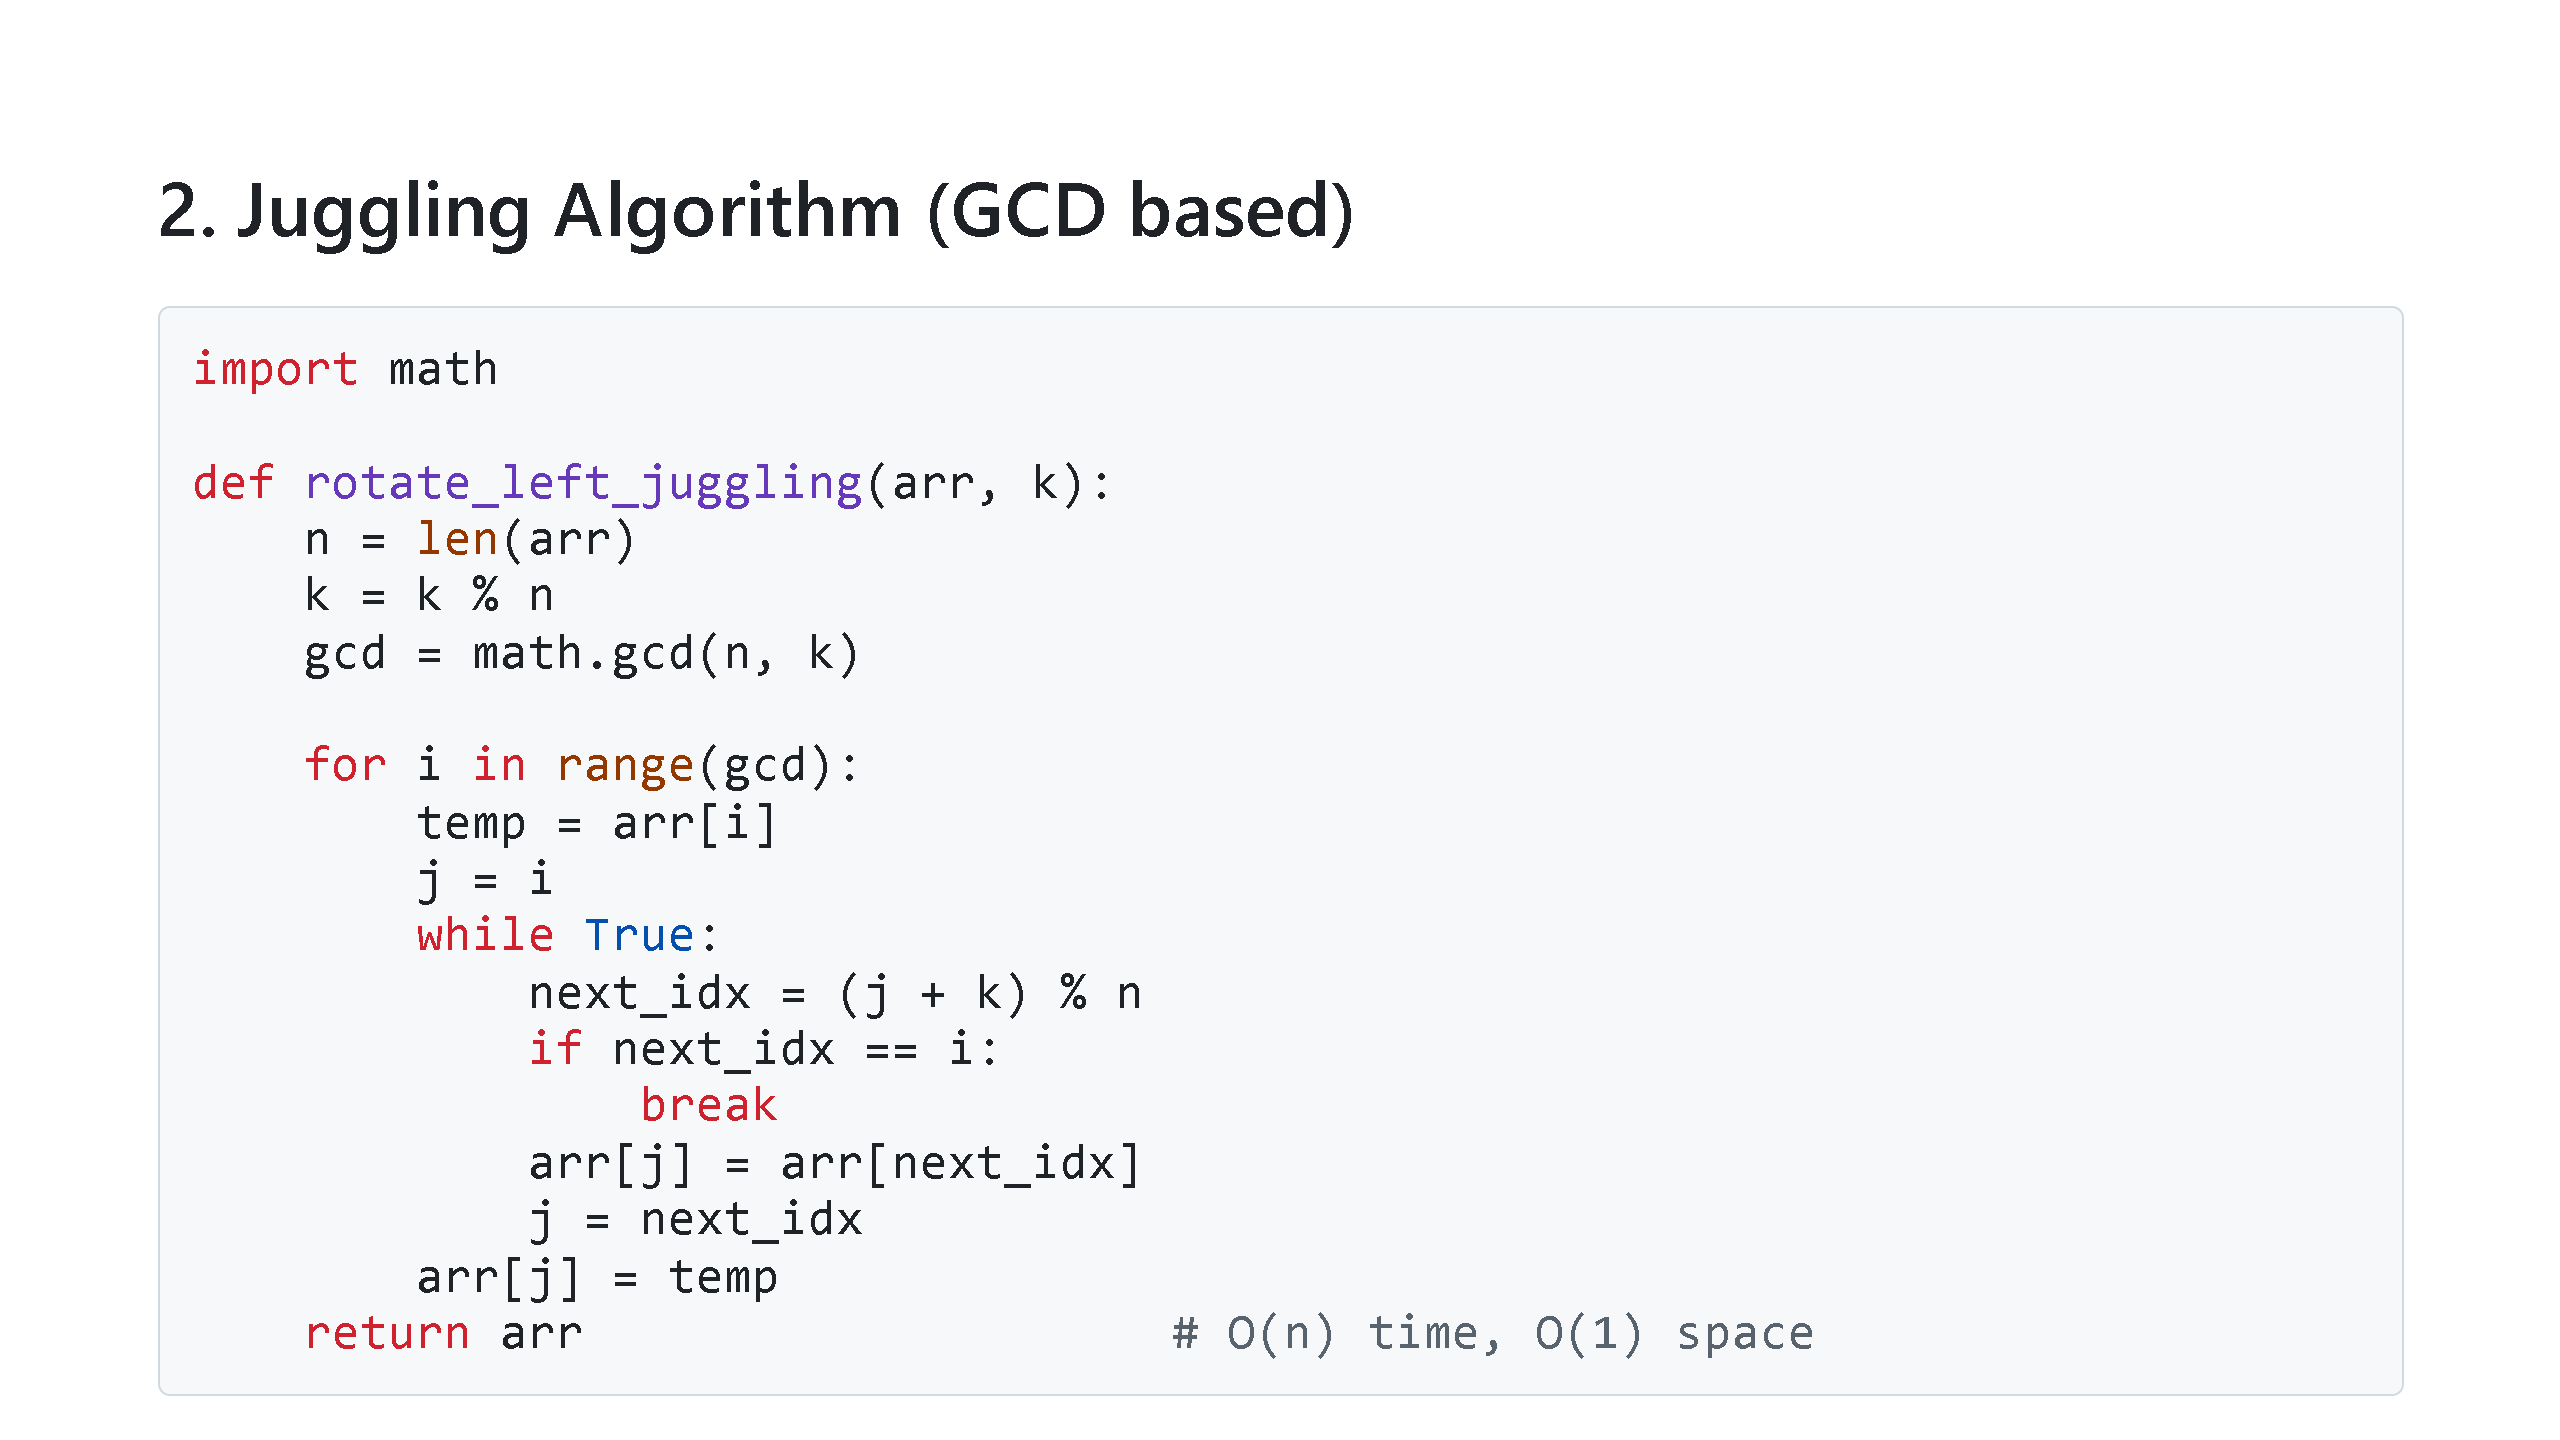 2. Juggling Algorithm (GCD based)
import math
def rotate_left_juggling(arr, k):
    n = len(arr)
    k = k % n
    gcd = math.gcd(n, k)
    for i in range(gcd):
        temp = arr[i]
        j = i
        while True:
            next_idx = (j + k) % n
            if next_idx == i:
                break
            arr[j] = arr[next_idx]
            j = next_idx
        arr[j] = temp
    return arr                     # O(n) time, O(1) space